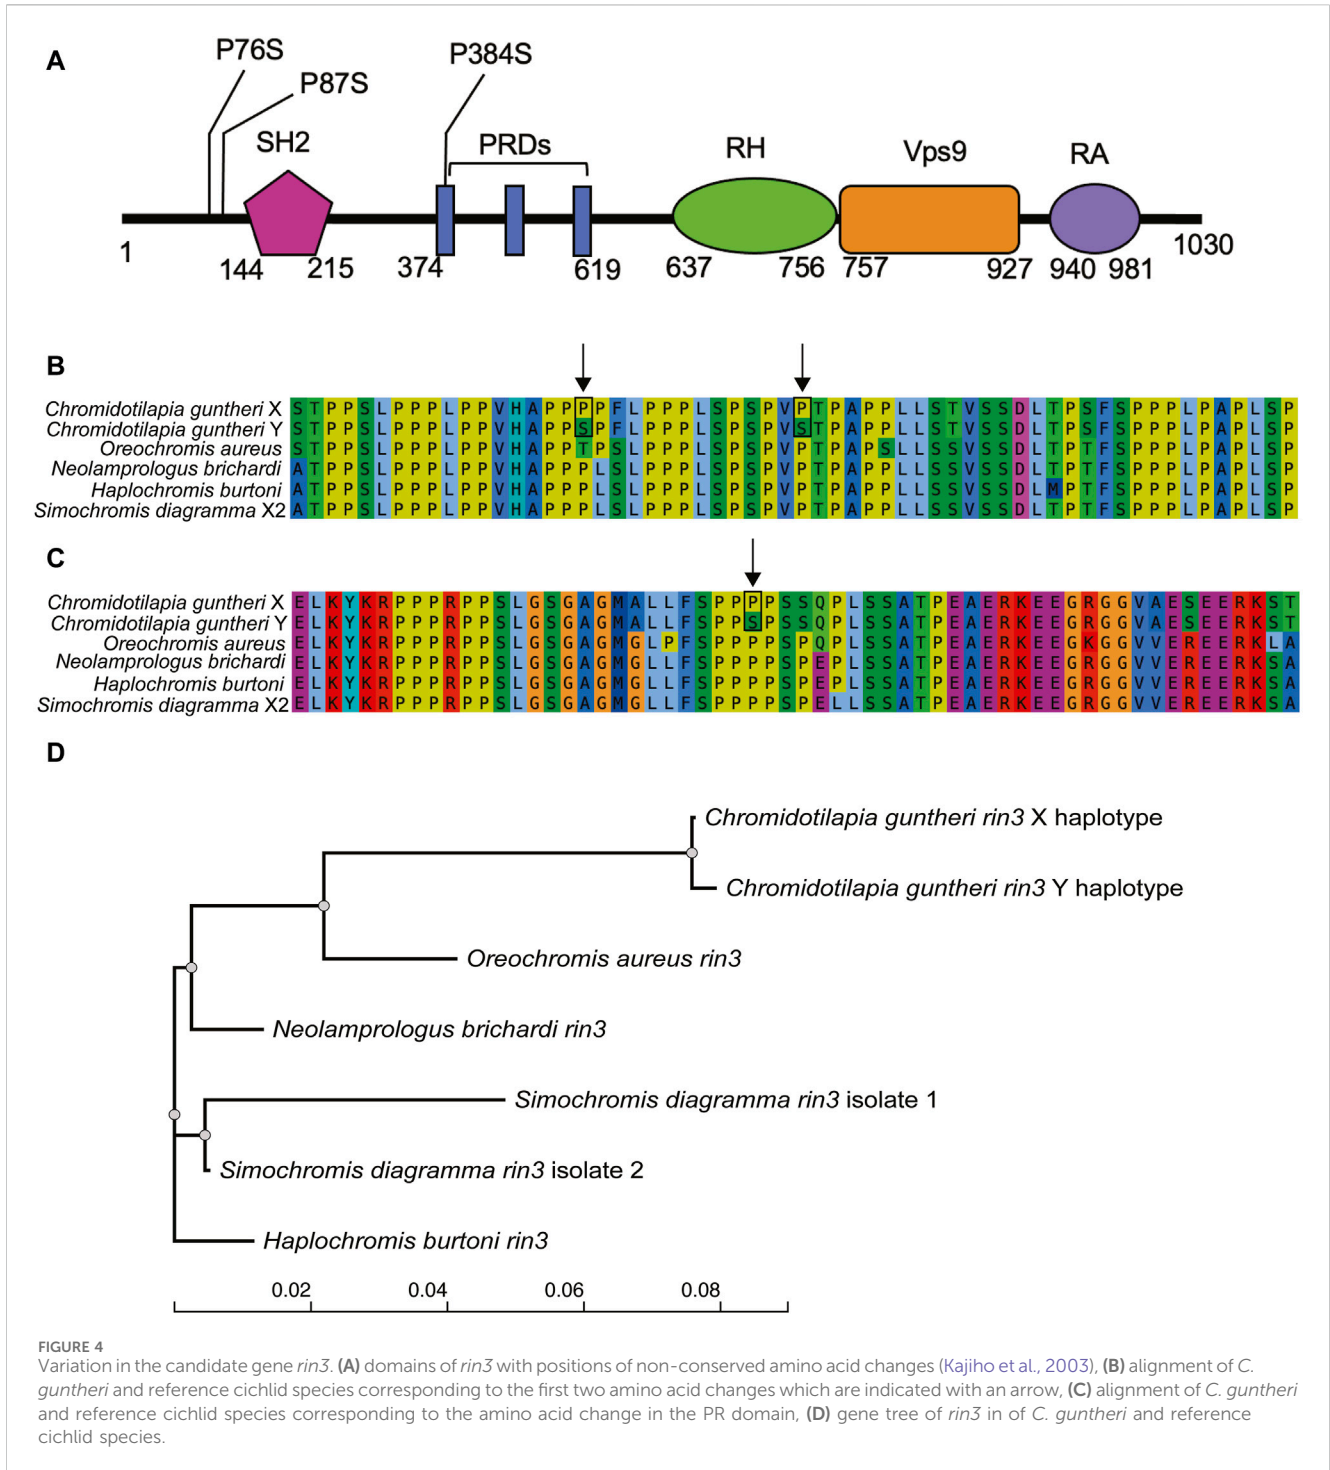 A
P76S
P87S
P384S
SH2
PRDs
RH
Vps9
RA
1
144
215
374
619
637
756
757
927
940
981
1030
B
Chromidotilapia guntheri X STPPSLPPPLPPVHAPPPPFLPPPLSPSPVPTPAPPLLSTVSSDLTPSFSPPPLPAPLSP
Chromidotilapia guntheri Y STPPSLPPPLPPVHAPPSPFLPPPLSPSPVSTPAPPLLSTVSSDLTPSFSPPPLPAPLSP
Oreochromis aureus STPPSLPPPLPPVHAPPTPSLPPPLSPSPVPTPAPSLLSSVSSDLTPTFSPPPLPAPLSP
Neolamprologus brichardi ATPPSLPPPLPPVHAPPPLSLPPPLSPSPVPTPAPPLLSSVSSDLTPTFSPPPLPAPLSP
Haplochromis burtoni ATPPSLPPPLPPVHAPPPLSLPPPLSPSPVPTPAPPLLSSVSSDLMPTFSPPPLPAPLSP
Simochromis diagramma X2 ATPPSLPPPLPPVHAPPPLSLPPPLSPSPVPTPAPPLLSSVSSDLTPTFSPPPLPAPLSP
C
Chromidotilapia guntheri X ELKYKRPPPRPPSLGSGAGMALLFSPPPPSSQPLSSATPEAERKEEGRGGVAESEERKST
Chromidotilapia guntheri Y ELKYKRPPPRPPSLGSGAGMALLFSPPSPSSQPLSSATPEAERKEEGRGGVAESEERKST
Oreochromis aureus ELKYKRPPPRPPSLGSGAGMGLPFSPPPPSPQPLSSATPEAERKEEGKGGVVEREERKLA
Neolamprologus brichardi ELKYKRPPPRPPSLGSGAGMGLLFSPPPPSPEPLSSATPEAERKEEGRGGVVEREERKSA
Haplochromis burtoni ELKYKRPPPRPPSLGSGAGMGLLFSPPPPSPEPLSSATPEAERKEEGRGGVVEREERKSA
Simochromis diagramma X2 ELKYKRPPPRPPSLGSGAGMGLLFSPPPPSPELLSSATPEAERKEEGRGGVVEREERKSA
D
Chromidotilapia guntheri rin3 X haplotype
Chromidotilapia guntheri rin3 Y haplotype
Oreochromis aureus rin3
Neolamprologus brichardi rin3
Simochromis diagramma rin3 isolate 1
Simochromis diagramma rin3 isolate 2
Haplochromis burtoni rin3
0.02 0.04 0.06 0.08
FIGURE 4
Variation in the candidate gene rin3. (A) domains of rin3 with positions of non-conserved amino acid changes (Kajiho et al., 2003), (B) alignment of C.
guntheri and reference cichlid species corresponding to the first two amino acid changes which are indicated with an arrow, (C) alignment of C. guntheri
and reference cichlid species corresponding to the amino acid change in the PR domain, (D) gene tree of rin3 in of C. guntheri and reference
cichlid species.